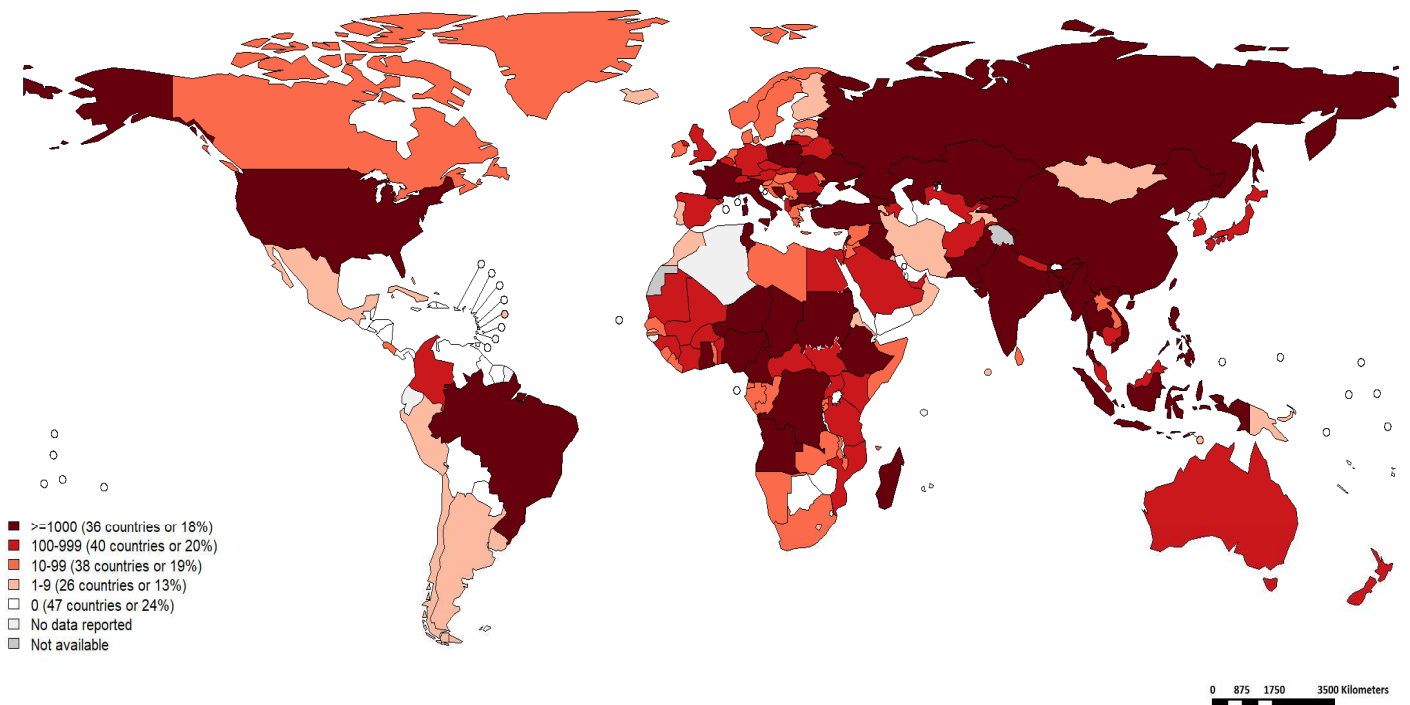 >=1000 (36 countries or 18%)
100-999 (40 countries or 20%)
10-99 (38 countries or 19%)
1-9 (26 countries or 13%)
0 (47 countries or 24%)
No data reported
Not available
0 875 1750 3500 Kilometers